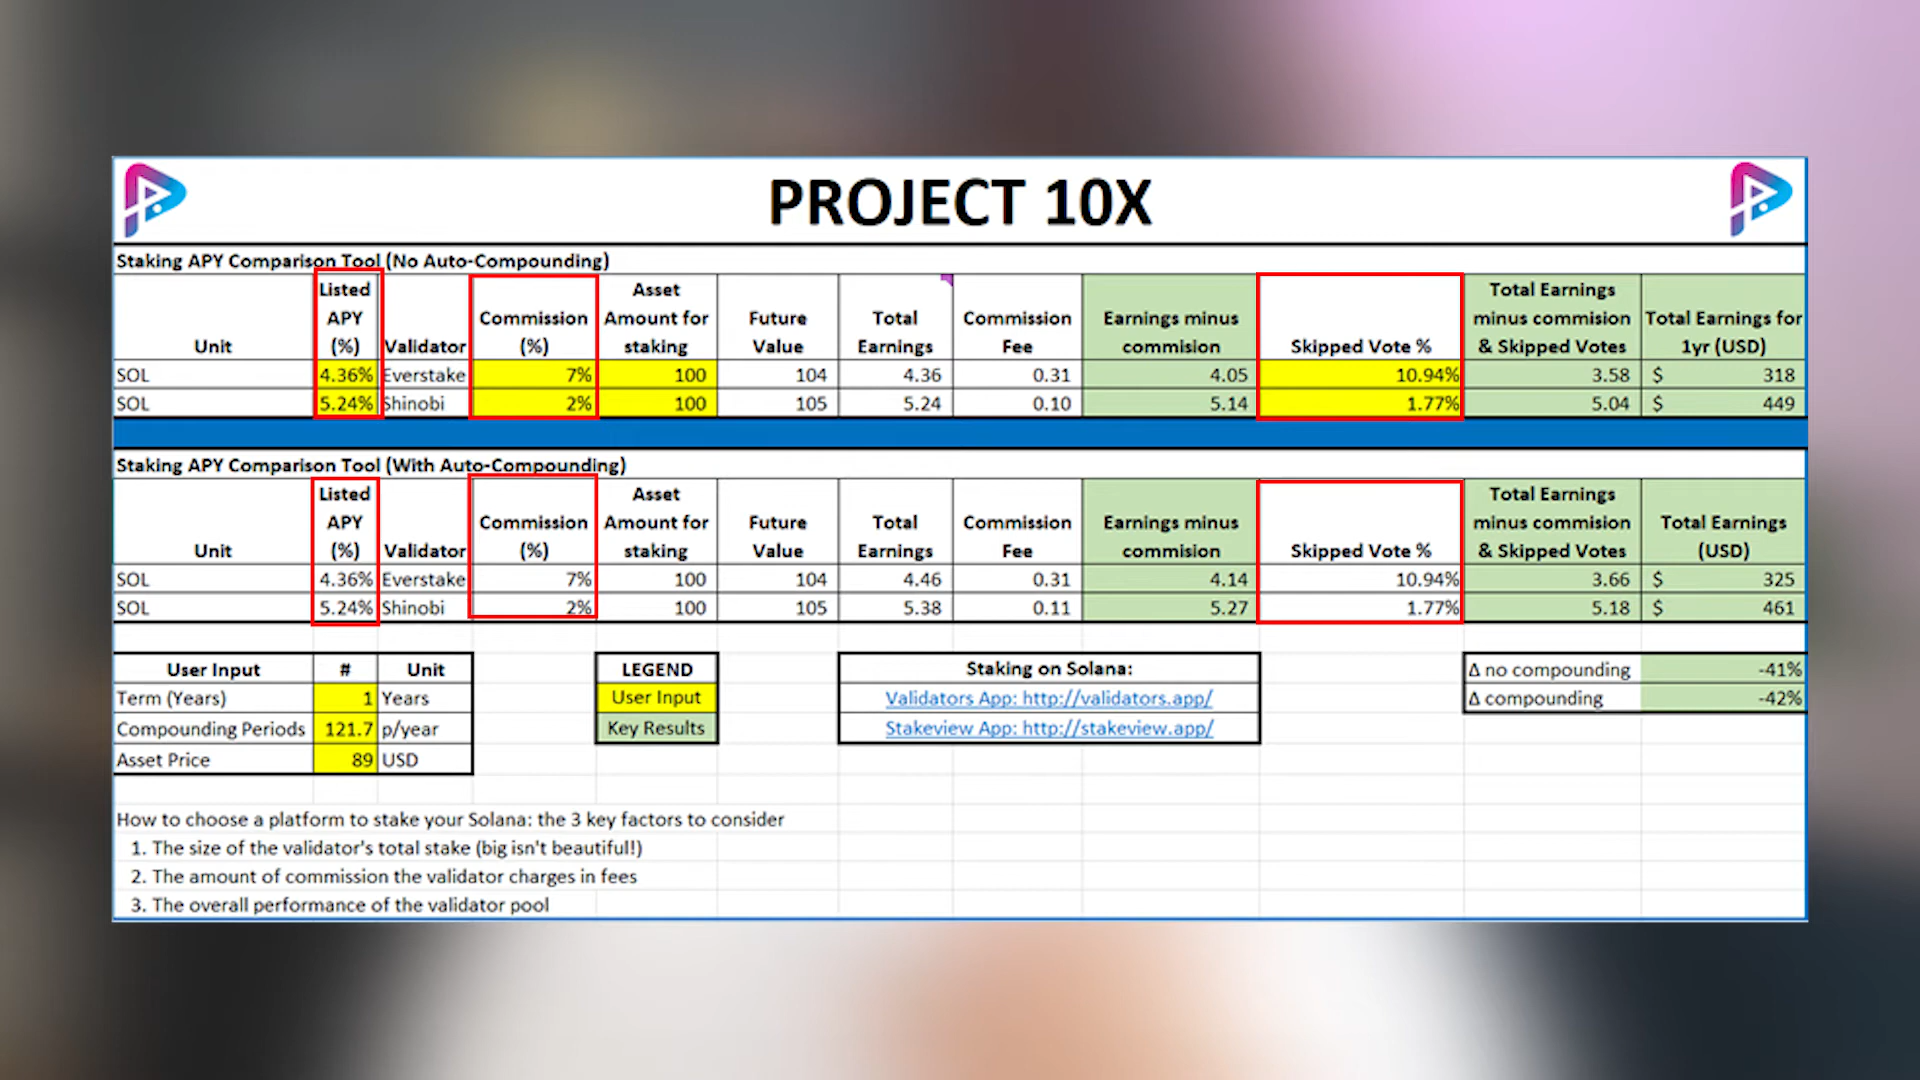 PROJECT 10X
Staking APY Comparison Tool (No Auto-Compounding)
Unit Listed APY (%) Validator Commission (%) Asset Amount for staking Future Value Total Earnings Commission Fee Earnings minus commision Skipped Vote % Total Earnings minus commision & Skipped Votes Total Earnings for 1yr (USD)
SOL 4.36% Everstake 7% 100 104 4.36 0.31 4.05 10.94% 3.58 $ 318
SOL 5.24% Shinobi 2% 100 105 5.24 0.10 5.14 1.77% 5.04 $ 449
Staking APY Comparison Tool (With Auto-Compounding)
Unit Listed APY (%) Validator Commission (%) Asset Amount for staking Future Value Total Earnings Commission Fee Earnings minus commision Skipped Vote % Total Earnings minus commision & Skipped Votes Total Earnings (USD)
SOL 4.36% Everstake 7% 100 104 4.46 0.31 4.14 10.94% 3.66 $ 325
SOL 5.24% Shinobi 2% 100 105 5.38 0.11 5.27 1.77% 5.18 $ 461
User Input # Unit LEGEND Staking on Solana: Δ no compounding -41%
Term (Years) 1 Years User Input Validators App: http://validators.app/ Δ compounding -42%
Compounding Periods 121.7 p/year Key Results Stakeview App: http://stakeview.app/
Asset Price 89 USD
How to choose a platform to stake your Solana: the 3 key factors to consider
1. The size of the validator's total stake (big isn't beautiful!)
2. The amount of commission the validator charges in fees
3. The overall performance of the validator pool